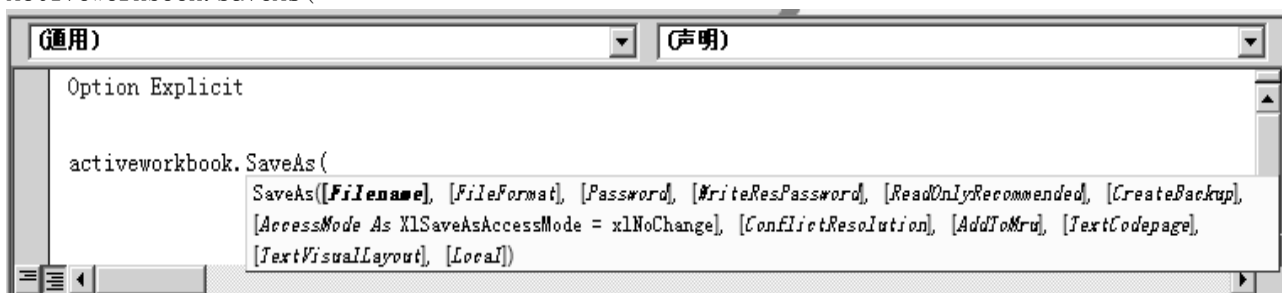 (通用) (声明)
Option Explicit
activeworkbook.SaveAs(
SaveAs([Filename], [FileFormat], [Password], [WriteResPassword], [ReadOnlyRecommended], [CreateBackup],
[AccessMode As XlSaveAsAccessMode = xlNoChange], [ConflictResolution], [AddToMru], [TextCodepage],
[TextVisualLayout], [Local])